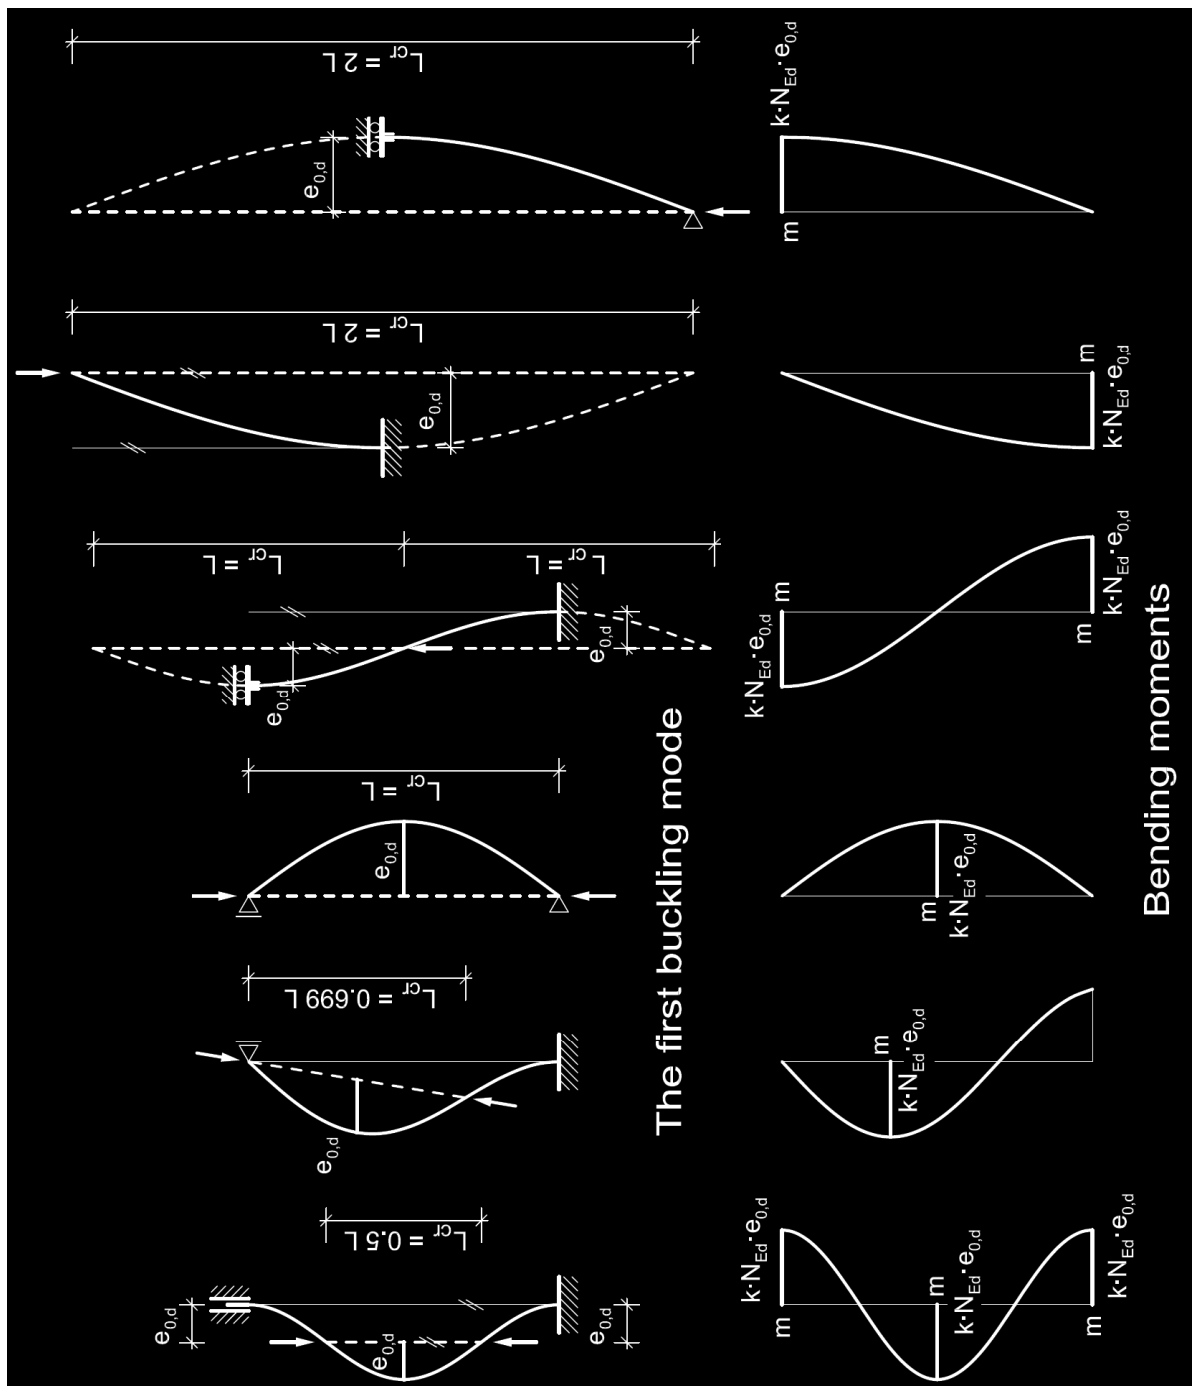 L_cr = 2 L
k·N_Ed·e_0,d
e_0,d
m
L_cr = 2 L
m
e_0,d
k·N_Ed·e_0,d
L_cr = L
L_cr = L
k·N_Ed·e_0,d
m
e_0,d
m
e_0,d
k·N_Ed·e_0,d
L_cr = L
e_0,d
m
k·N_Ed·e_0,d
The first buckling mode
Bending moments
L_cr = 0.699 L
m
k·N_Ed·e_0,d
e_0,d
L_cr = 0.5 L
k·N_Ed·e_0,d
k·N_Ed·e_0,d
m
k·N_Ed·e_0,d
e_0,d
e_0,d
e_0,d
m
m